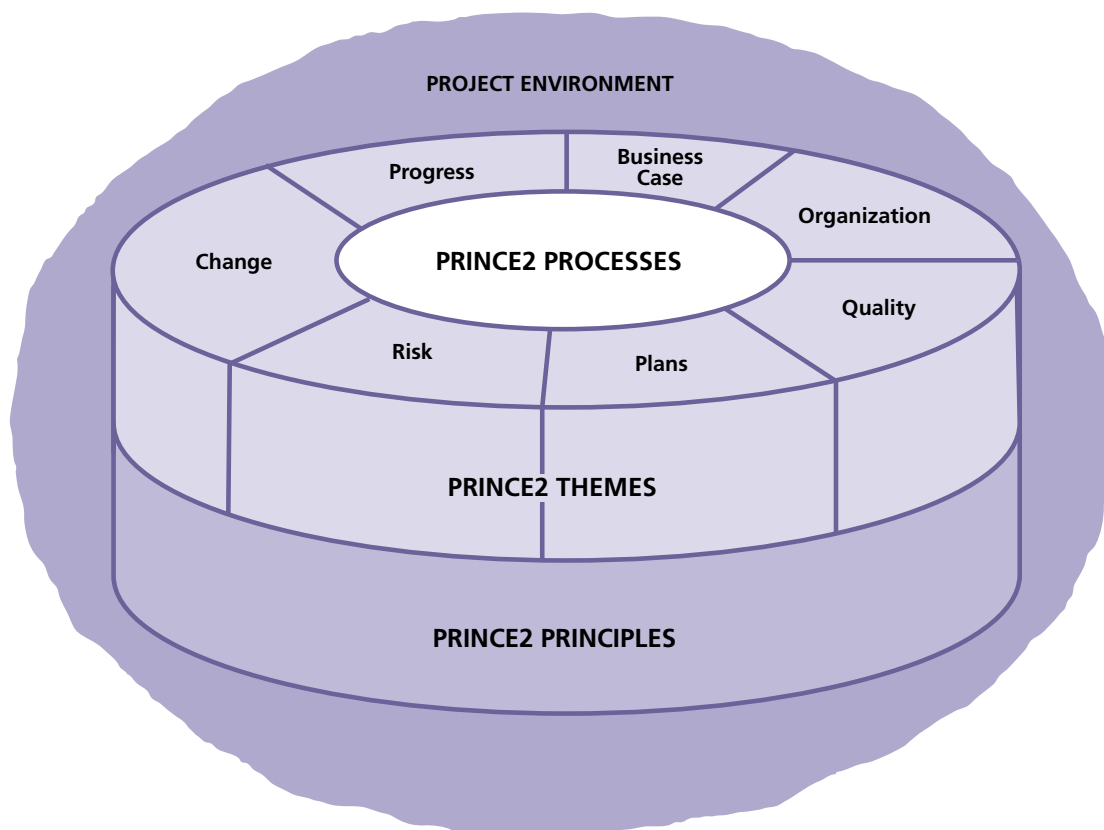 PROJECT ENVIRONMENT
Progress
Business
Case
Organization
Change
PRINCE2 PROCESSES
Quality
Risk
Plans
PRINCE2 THEMES
PRINCE2 PRINCIPLES